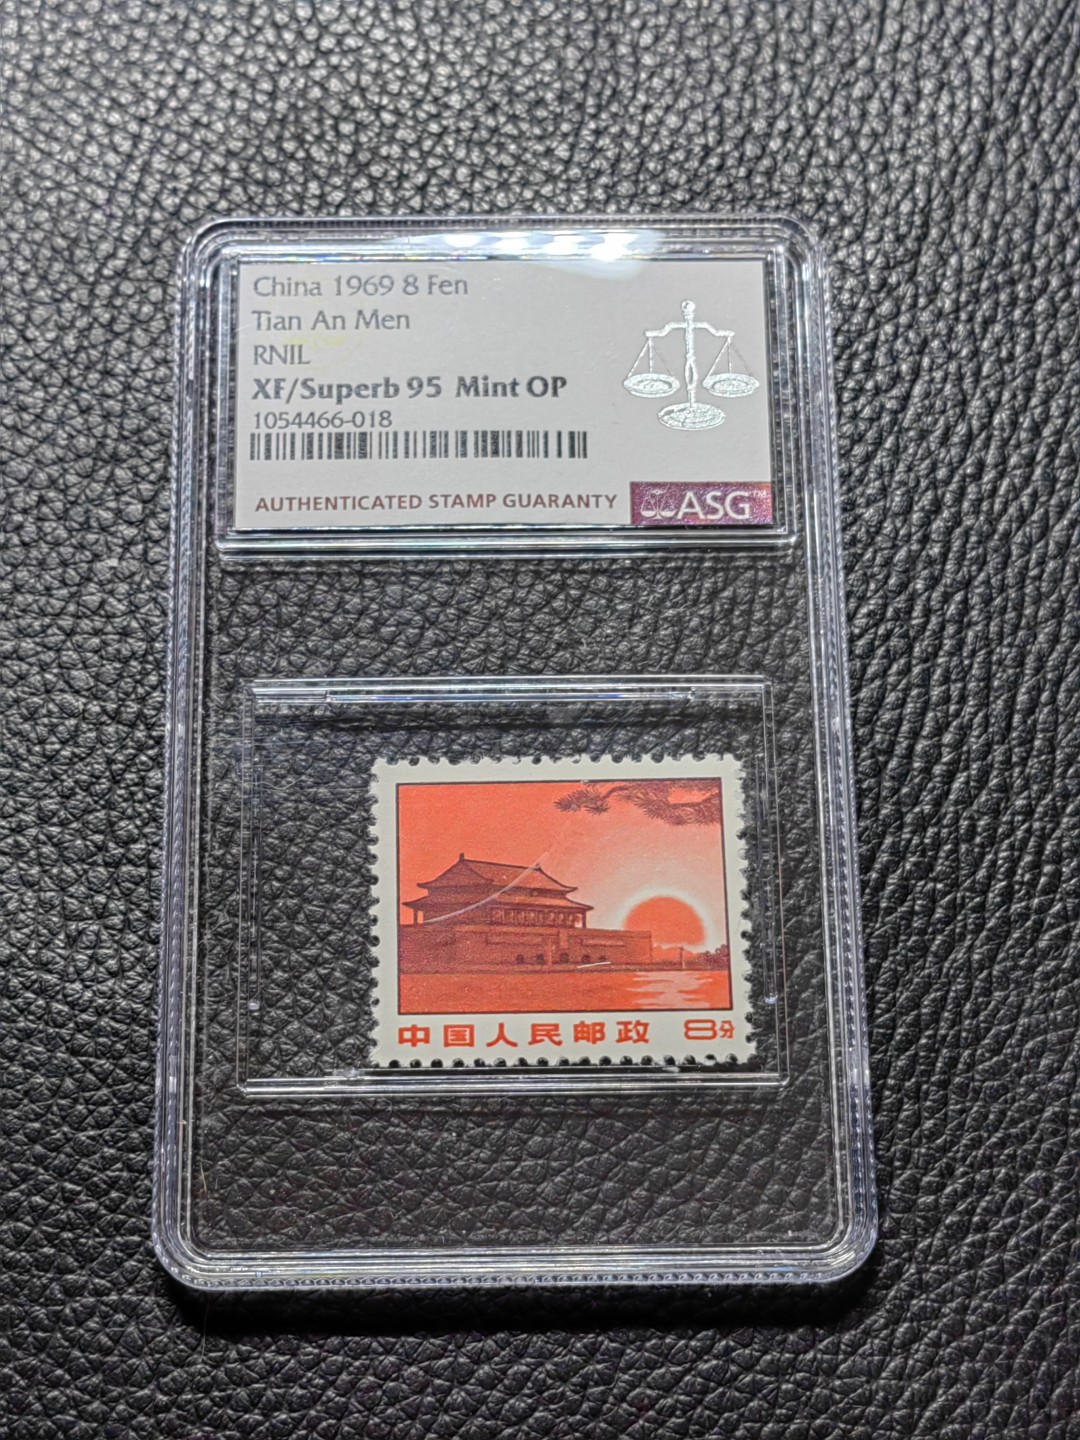 China 1969 8 Fen
Tian An Men
RNIL
XF/Superb 95 Mint OP
1054466-018
AUTHENTICATED STAMP GUARANTY
ASG™
中国人民邮政 8分